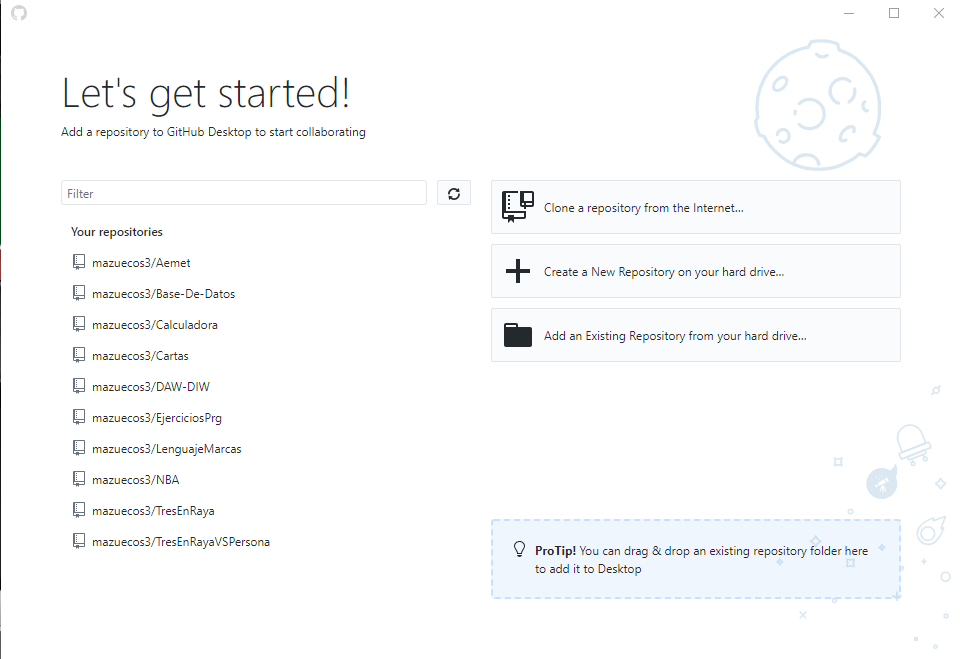 Let's get started!
Add a repository to GitHub Desktop to start collaborating
Filter
Your repositories
mazuecos3/Aemet
mazuecos3/Base-De-Datos
mazuecos3/Calculadora
mazuecos3/Cartas
mazuecos3/DAW-DIW
mazuecos3/EjerciciosPrg
mazuecos3/LenguajeMarcas
mazuecos3/NBA
mazuecos3/TresEnRaya
mazuecos3/TresEnRayaVSPersona
Clone a repository from the Internet...
Create a New Repository on your hard drive...
Add an Existing Repository from your hard drive...
ProTip! You can drag & drop an existing repository folder here
to add it to Desktop